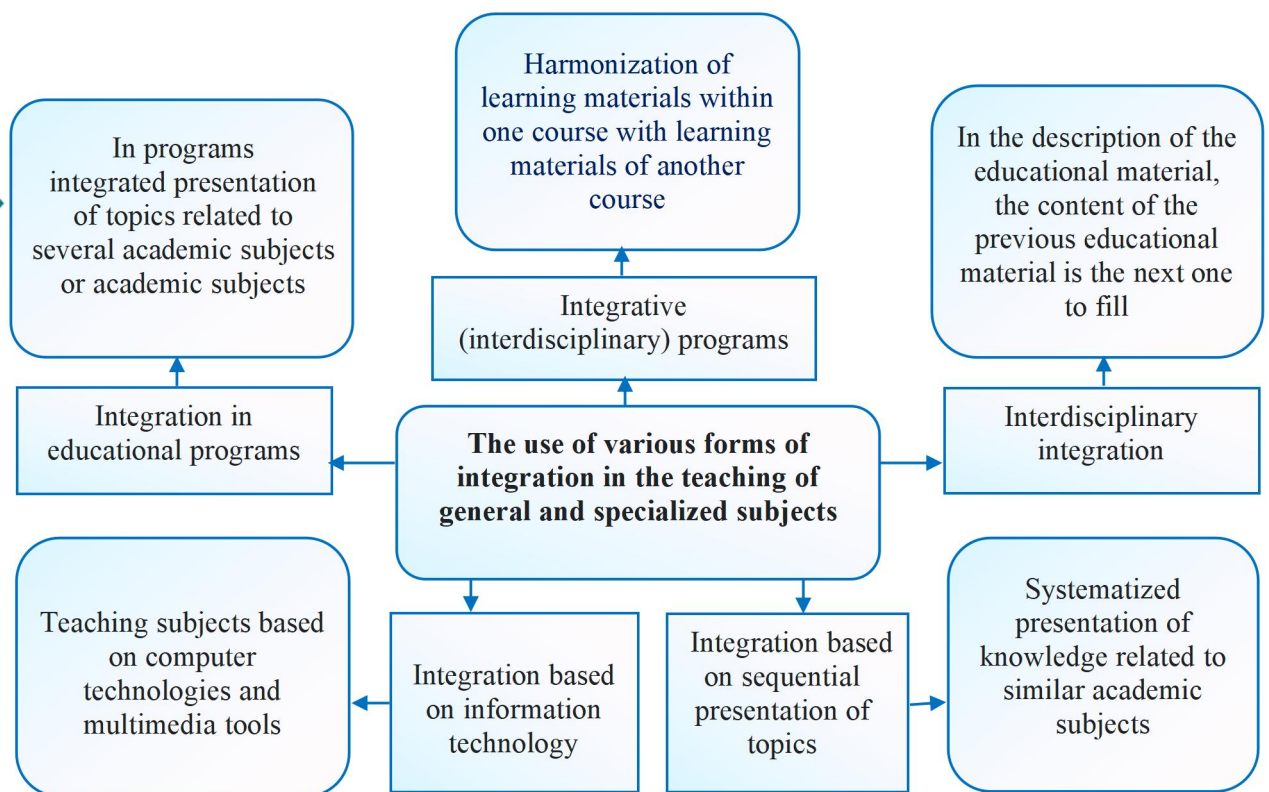 Harmonization of
learning materials within
one course with learning
materials of another
course
In programs
integrated presentation
of topics related to
several academic subjects
or academic subjects
In the description of the
educational material,
the content of the
previous educational
material is the next one
to fill
Integrative
(interdisciplinary) programs
Integration in
educational programs
The use of various forms of
integration in the teaching of
general and specialized subjects
Interdisciplinary
integration
Teaching subjects based
on computer
technologies and
multimedia tools
Integration based
on information
technology
Integration based
on sequential
presentation of
topics
Systematized
presentation of
knowledge related to
similar academic
subjects